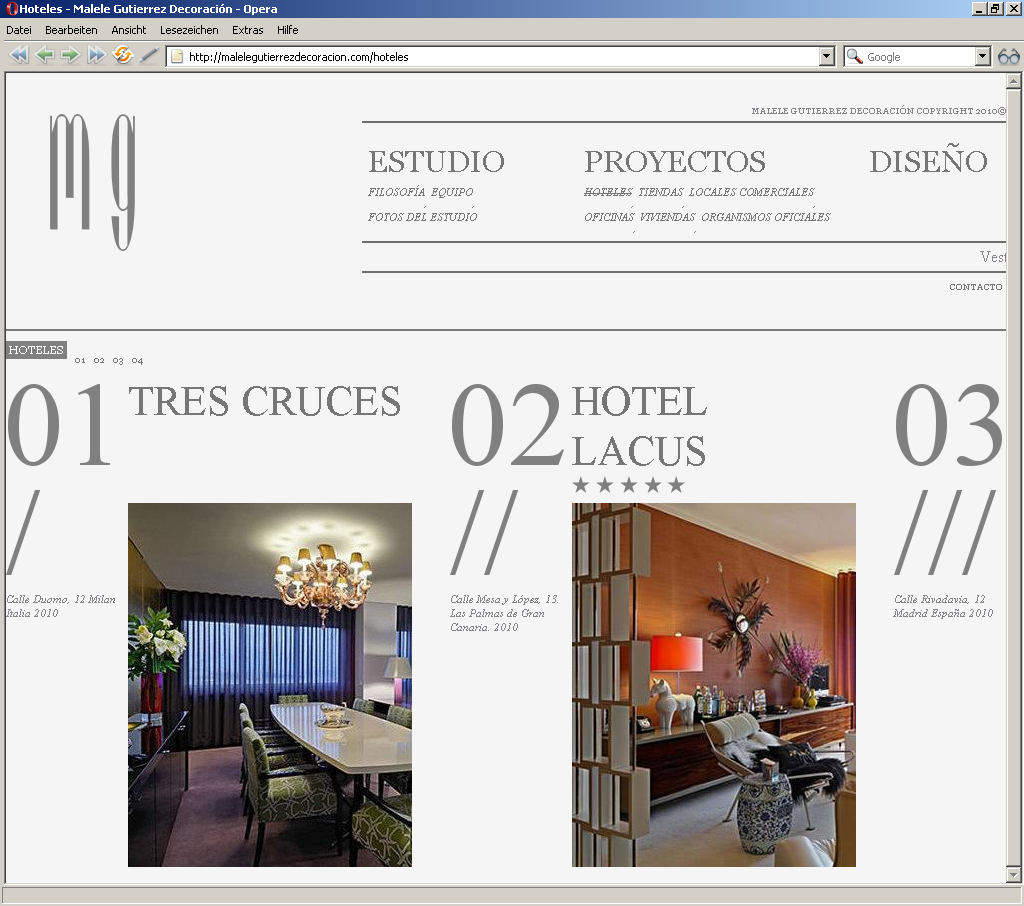 Hoteles - Malele Gutierrez Decoración - Opera
Datei Bearbeiten Ansicht Lesezeichen Extras Hilfe
http://malelegutierrezdecoracion.com/hoteles
Google
mg
MALELE GUTIERREZ DECORACIÓN COPYRIGHT 2010©
ESTUDIO
FILOSOFÍA, EQUIPO,
FOTOS DEL ESTUDIO
PROYECTOS
HOTELES, TIENDAS, LOCALES COMERCIALES,
OFICINAS, VIVIENDAS, ORGANISMOS OFICIALES
DISEÑO
Vest
CONTACTO
HOTELES 01 02 03 04
01
TRES CRUCES
/
Calle Duomo, 12 Milan
Italia 2010
02
HOTEL
LACUS
★★★★★
//
Calle Mesa y López, 15.
Las Palmas de Gran
Canaria. 2010
03
///
Calle Rivadavia, 12
Madrid España 2010